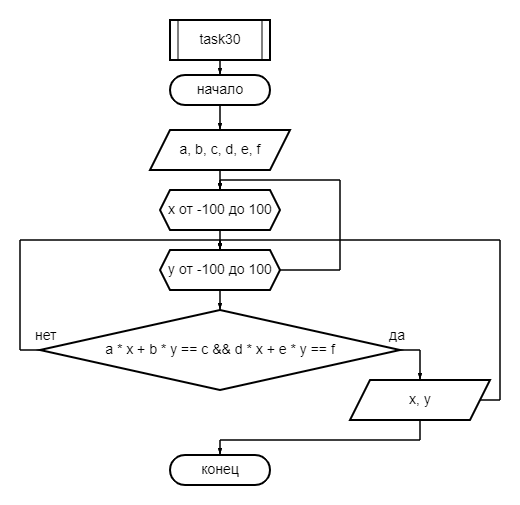 task30
начало
a, b, c, d, e, f
x от -100 до 100
y от -100 до 100
нет
да
a * x + b * y == c && d * x + e * y == f
x, y
конец